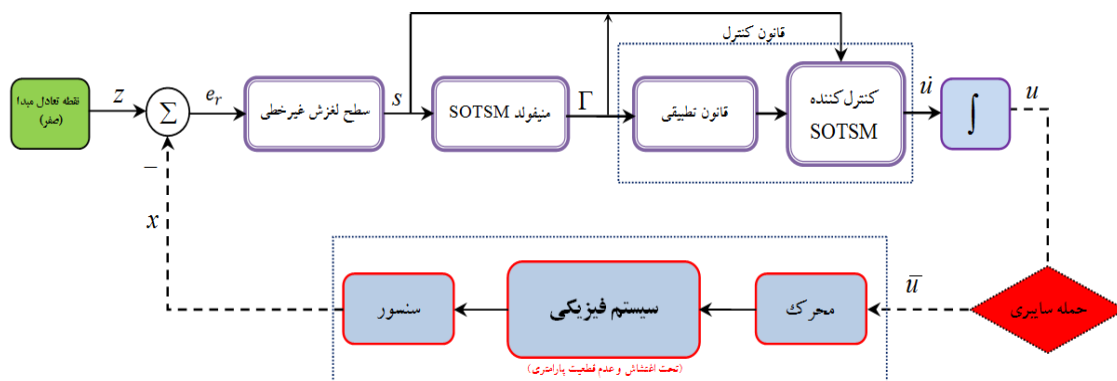 قانون کنترل
نقطه تعادل مبدا
(صفر)
z
Σ
e_r
سطح لغزش غیرخطی
s
منیفولد SOTSM
Γ
قانون تطبیقی
کنترل‌کننده
SOTSM
u̇
∫
u
−
x
سنسور
سیستم فیزیکی
(تحت اغتشاش و عدم قطعیت پارامتری)
محرک
ū
حمله سایبری